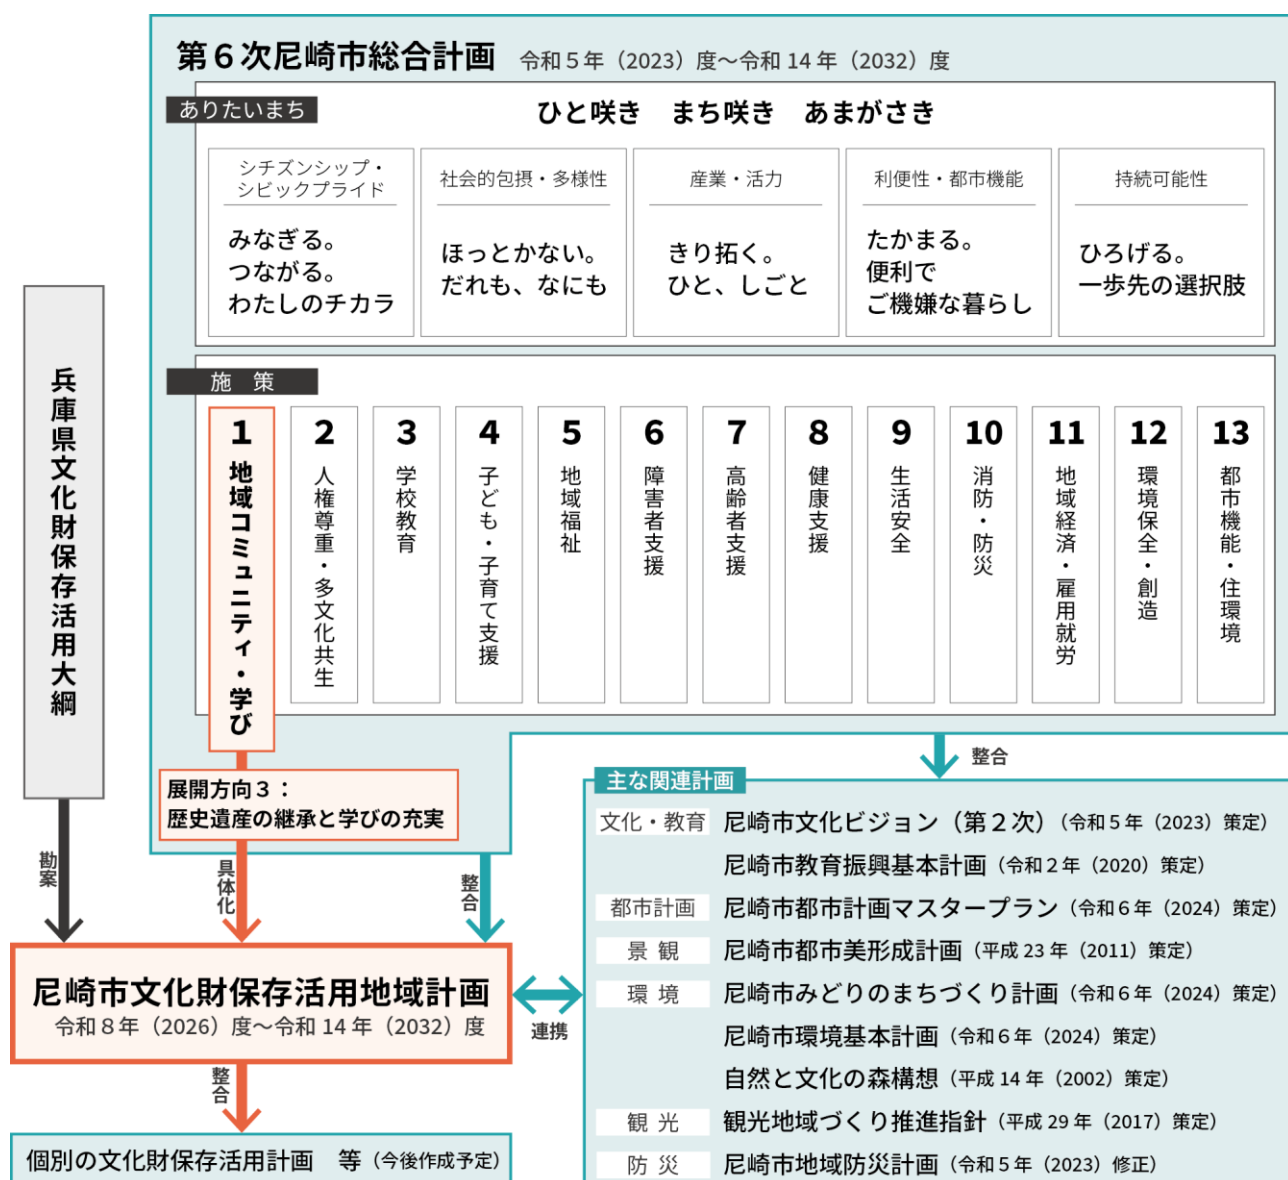 第６次尼崎市総合計画　令和５年（2023）度～令和 14 年（2032）度
ありたいまち
ひと咲き　まち咲き　あまがさき
シチズンシップ・
シビックプライド
みなぎる。
つながる。
わたしのチカラ
社会的包摂・多様性
ほっとかない。
だれも、なにも
産業・活力
きり拓く。
ひと、しごと
利便性・都市機能
たかまる。
便利で
ご機嫌な暮らし
持続可能性
ひろげる。
一歩先の選択肢
施　策
1 地域コミュニティ・学び
2 人権尊重・多文化共生
3 学校教育
4 子ども・子育て支援
5 地域福祉
6 障害者支援
7 高齢者支援
8 健康支援
9 生活安全
10 消防・防災
11 地域経済・雇用就労
12 環境保全・創造
13 都市機能・住環境
兵庫県文化財保存活用大綱
勘案
展開方向３：
歴史遺産の継承と学びの充実
具体化
整合
整合
尼崎市文化財保存活用地域計画
令和８年（2026）度～令和 14 年（2032）度
連携
整合
個別の文化財保存活用計画　等（今後作成予定）
主な関連計画
文化・教育　尼崎市文化ビジョン（第２次）（令和５年（2023）策定）
尼崎市教育振興基本計画（令和２年（2020）策定）
都市計画　尼崎市都市計画マスタープラン（令和６年（2024）策定）
景 観　尼崎市都市美形成計画（平成 23 年（2011）策定）
環 境　尼崎市みどりのまちづくり計画（令和６年（2024）策定）
尼崎市環境基本計画（令和６年（2024）策定）
自然と文化の森構想（平成 14 年（2002）策定）
観 光　観光地域づくり推進指針（平成 29 年（2017）策定）
防 災　尼崎市地域防災計画（令和５年（2023）修正）